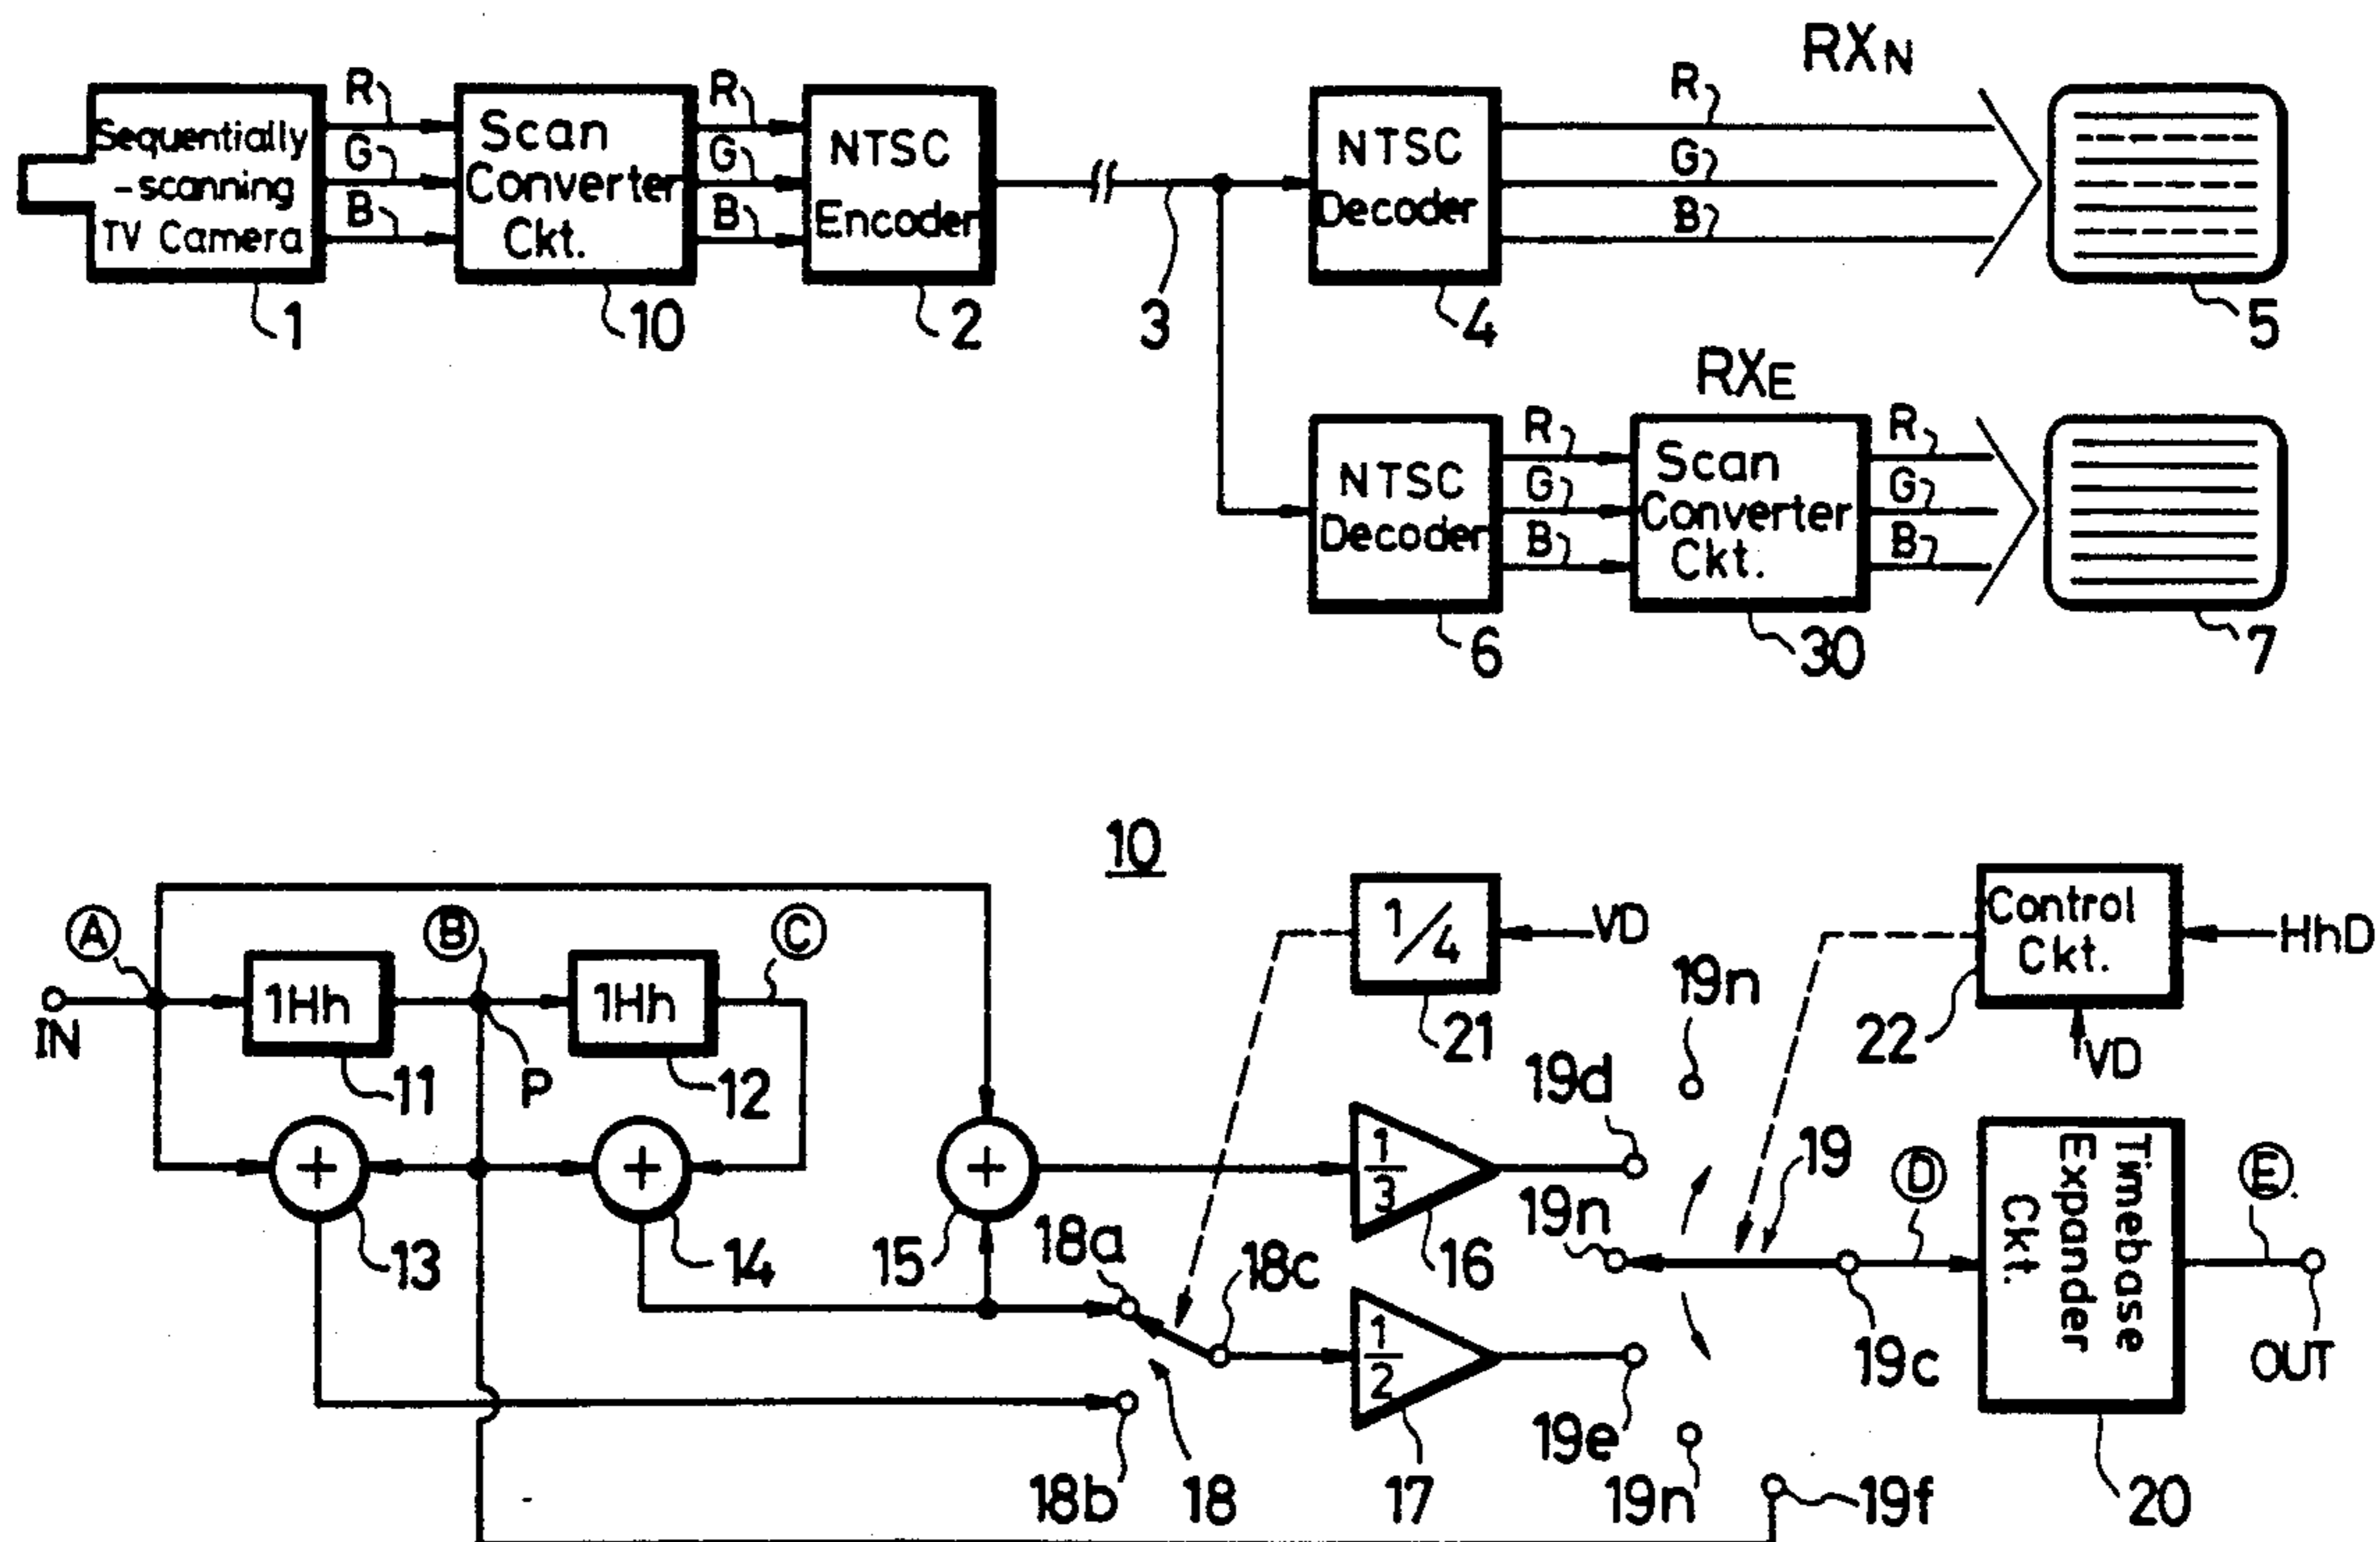 RXN
Sequentially
-scanning
TV Camera
R
G
B
Scan
Converter
Ckt.
R
G
B
NTSC
Encoder
NTSC
Decoder
R
G
B
1
10
2
3
4
5
RXE
NTSC
Decoder
R
G
B
Scan
Converter
Ckt.
R
G
B
6
30
7
10
A
B
C
1/4
VD
Control
Ckt.
HhD
IN
1Hh
1Hh
19n
21
22
VD
11
P
12
19d
+
+
+
1
3
19n
19
D
Timebase
Expander
Ckt.
E
13
14
15
18a
18c
16
1
2
19c
OUT
19e
18b
18
17
19n
19f
20